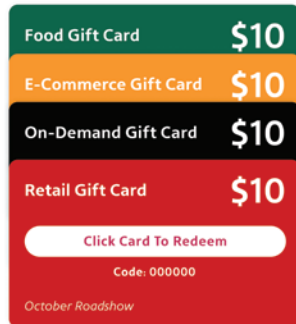 Food Gift Card $10
E-Commerce Gift Card $10
On-Demand Gift Card $10
Retail Gift Card $10
Click Card To Redeem
Code: 000000
October Roadshow